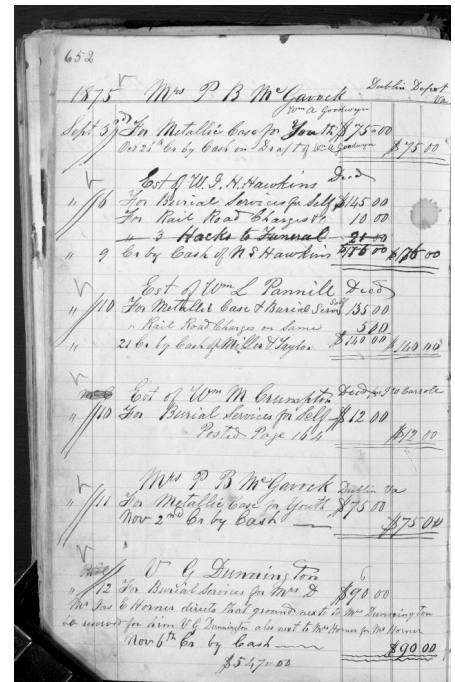 652
1875 Mrs P B McGavock Dublin Depot Va
Wm A Goodwyn
Sept 3rd For Metallic Case for Youth $75 00
Oct 25th Cr by Cash on Draft of Wm A Goodwyn $75 00
Est of W. J. H. Hawkins Decd
" 6 For Burial Services for Self $145 00
For Rail Road Charges 10 00
" 3 Hacks to Funeral 21 00
" 9 Cr by Cash of N S Hawkins $176 00 $176 00
Est of Wm L Pannill Decd
" 10 For Metallic Case & Burial Serv Self 135 00
" Rail Road Charges on Same 5 00
" 21 Cr by Cash of Miller & Taylor $140 00 $140 00
Est of Wm M Crumpton Decd
" 10 For Burial Services for Self $12 00
Posted Page 164 $12 00
Mrs P B McGavock Dublin Va
" 11 For Metallic Case for Youth $75 00
Nov 2nd Cr by Cash $75 00
V G Dunnington
" 12 For Burial Services for Mrs D $90 00
Mr Jas C Horner directs that ground next to Mrs Dunnington
be reserved for him V G Dunnington also next to Mrs Horner for Mr Horner
Nov 6th Cr by Cash $90 00
$547.00